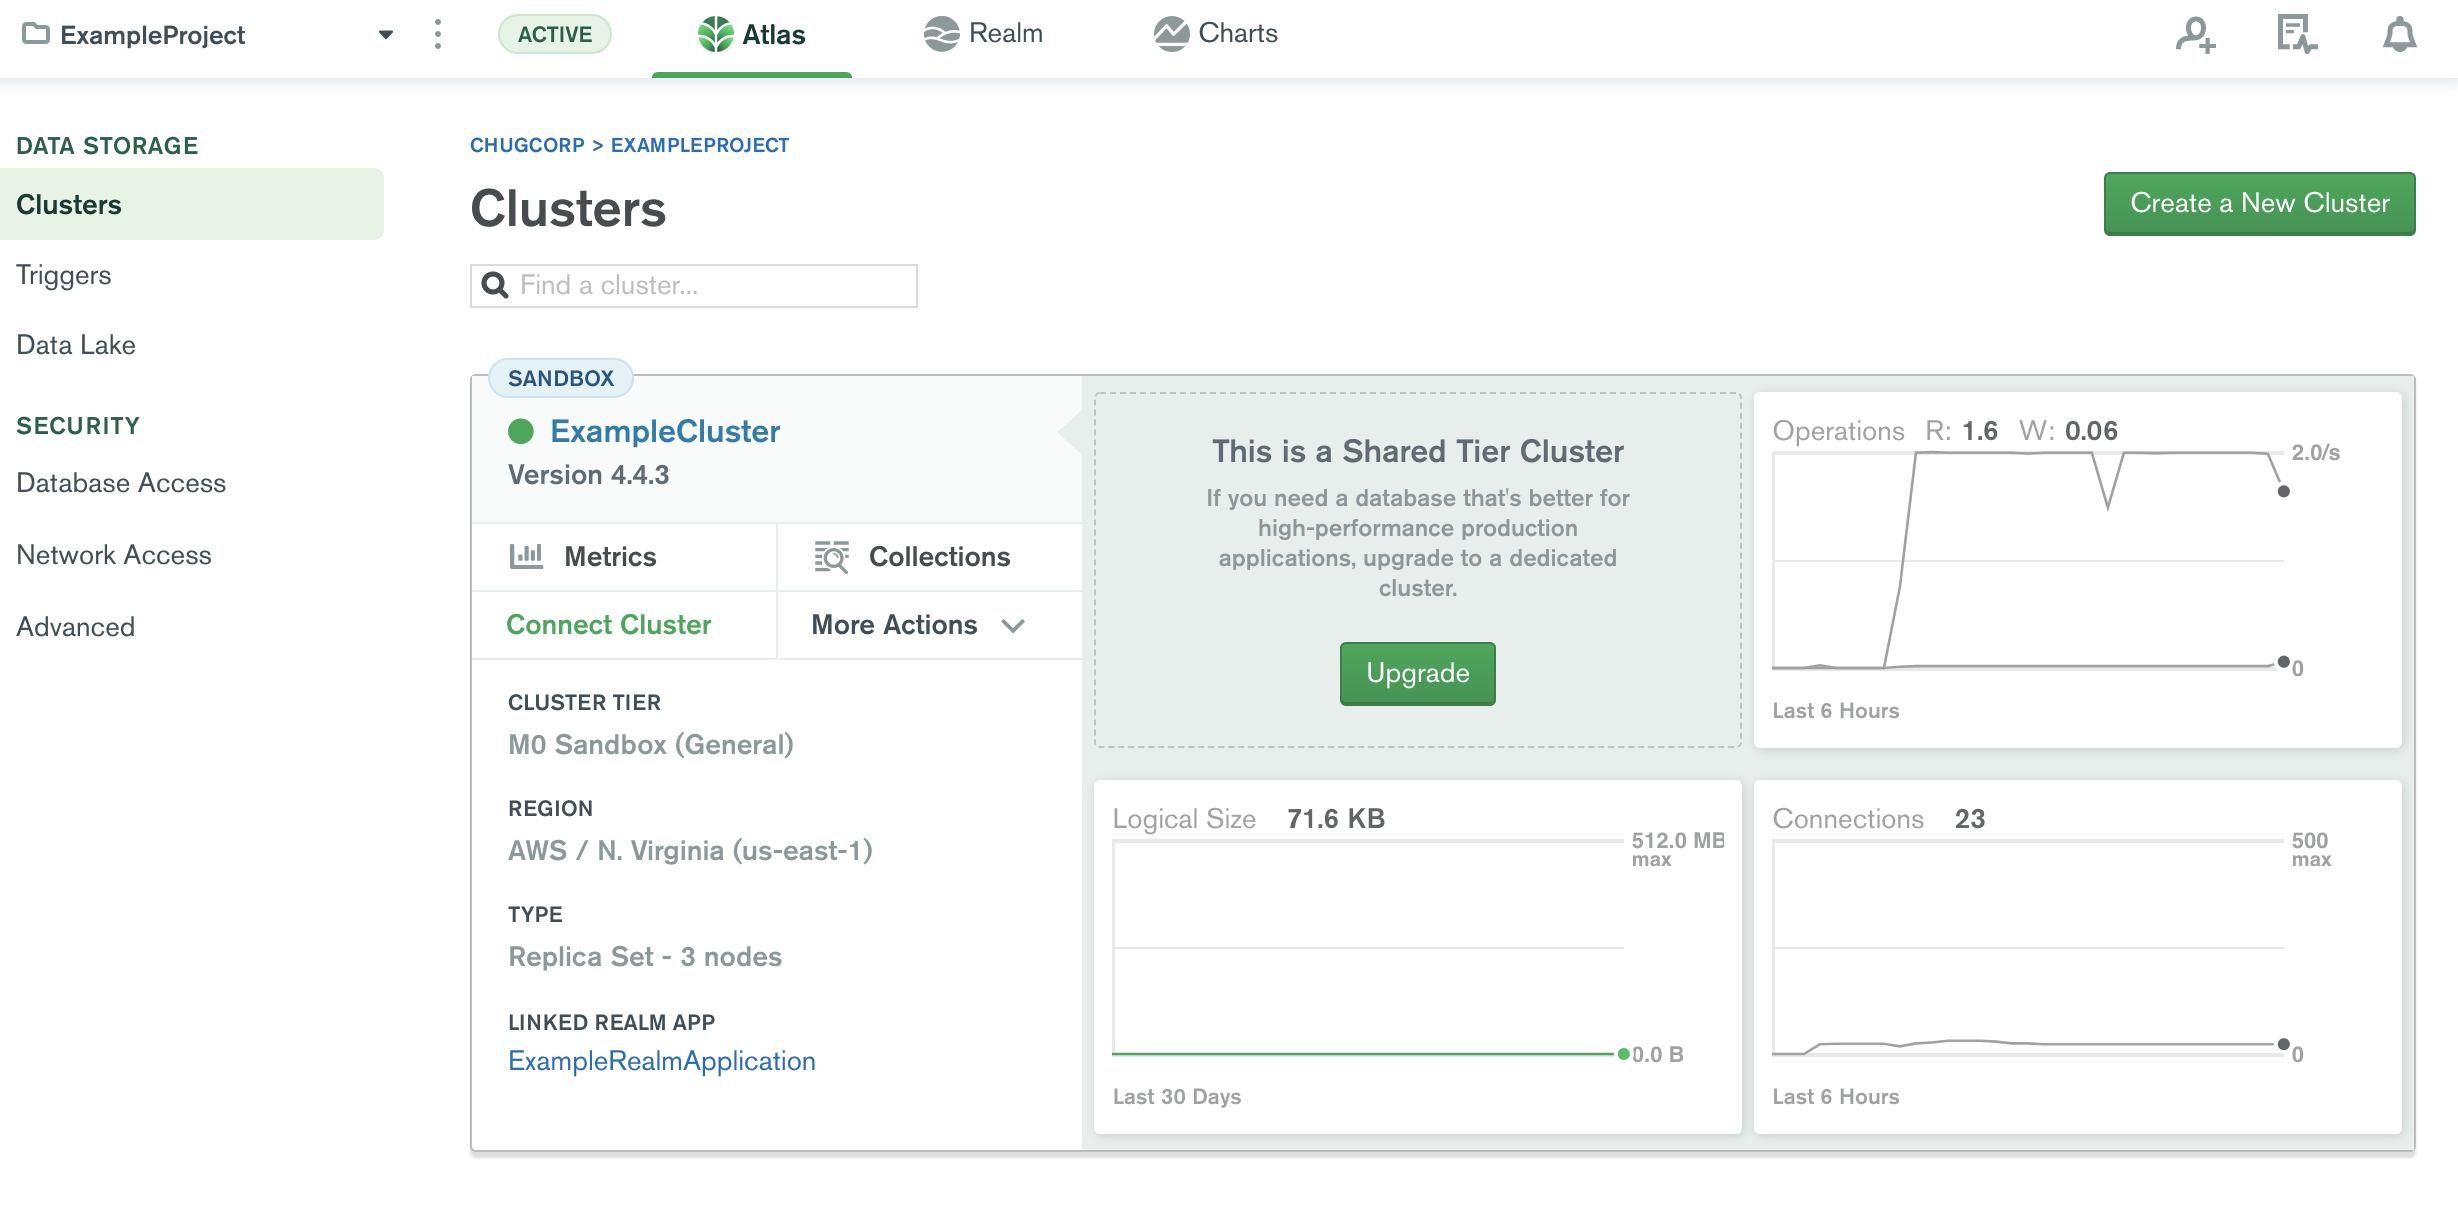 ExampleProject
ACTIVE
Atlas
Realm
Charts
DATA STORAGE
Clusters
Triggers
Data Lake
SECURITY
Database Access
Network Access
Advanced
CHUGCORP > EXAMPLEPROJECT
Clusters
Create a New Cluster
Find a cluster...
SANDBOX
ExampleCluster
Version 4.4.3
Metrics
Collections
Connect Cluster
More Actions
CLUSTER TIER
M0 Sandbox (General)
REGION
AWS / N. Virginia (us-east-1)
TYPE
Replica Set - 3 nodes
LINKED REALM APP
ExampleRealmApplication
This is a Shared Tier Cluster
If you need a database that's better for
high-performance production
applications, upgrade to a dedicated
cluster.
Upgrade
Operations R: 1.6 W: 0.06
2.0/s
0
Last 6 Hours
Logical Size 71.6 KB
512.0 MB
max
0.0 B
Last 30 Days
Connections 23
500
max
0
Last 6 Hours